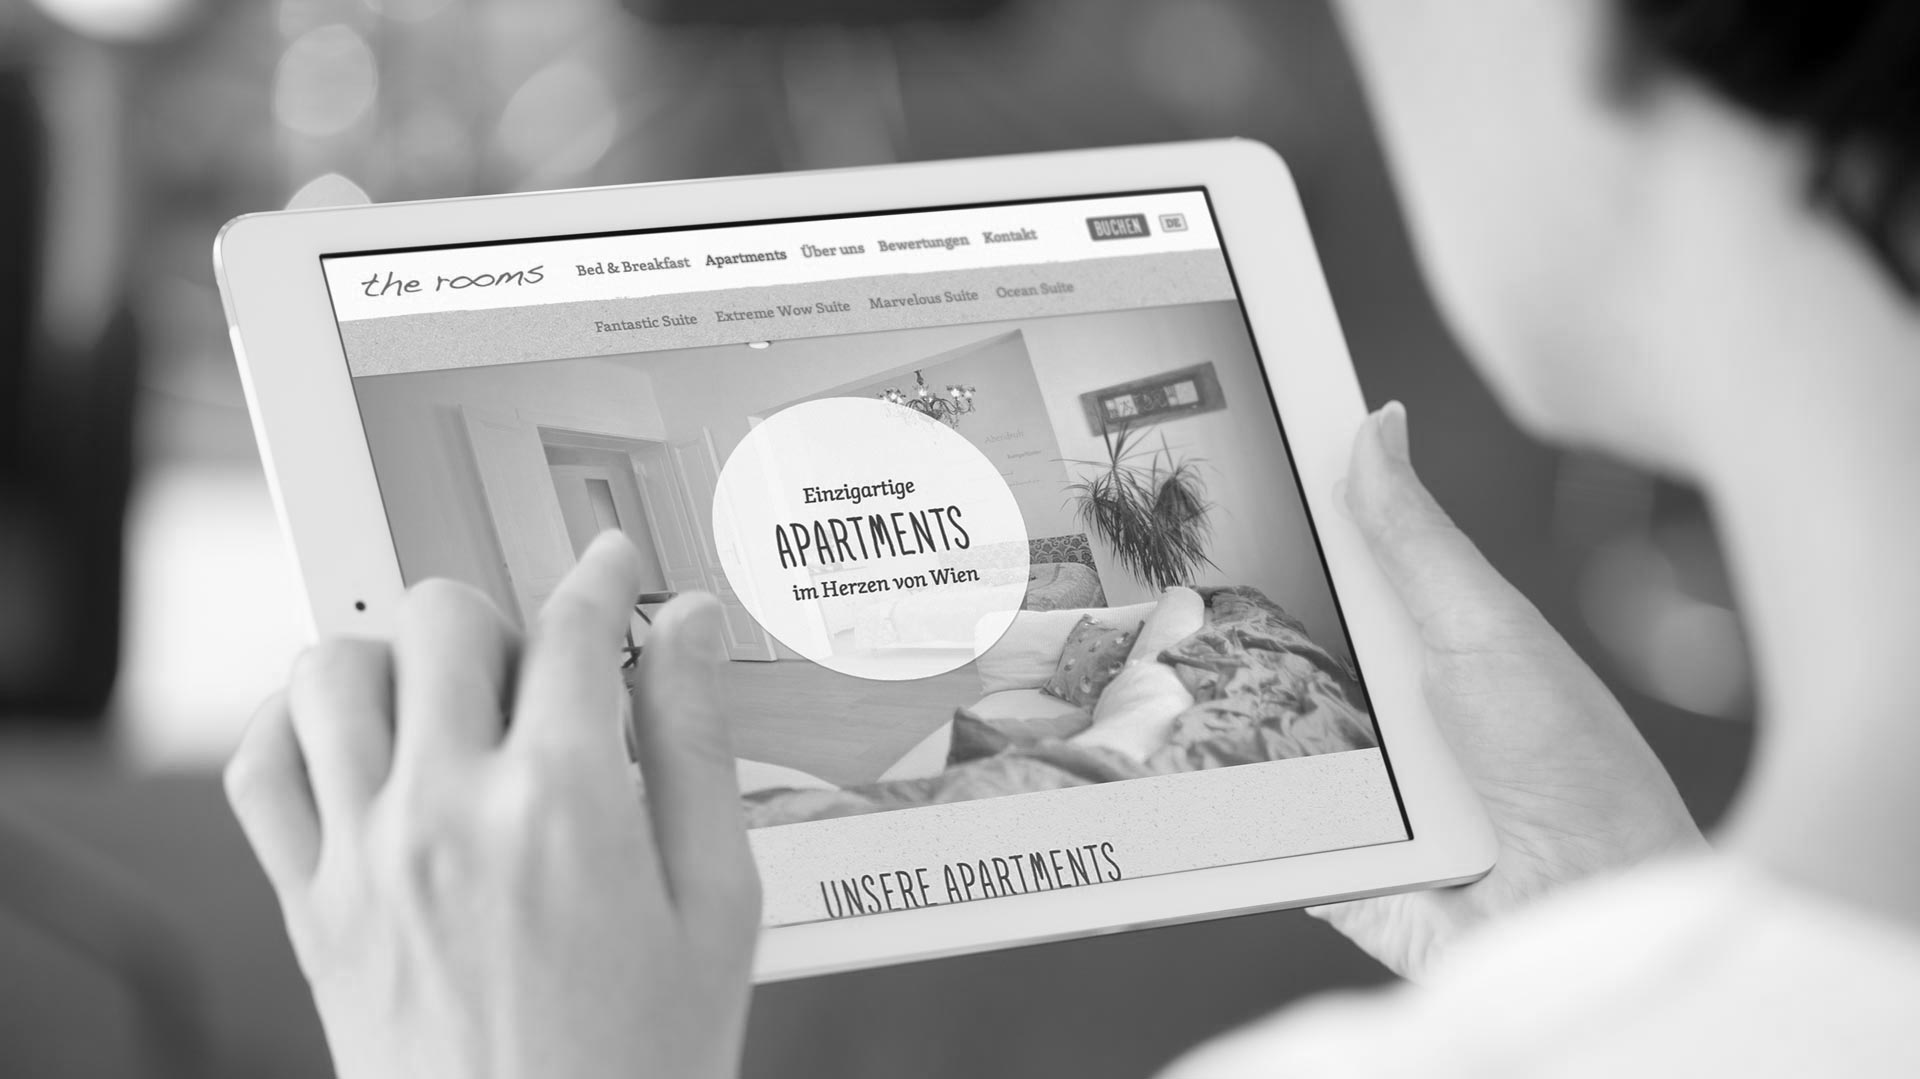 the rooms
Bed & Breakfast Apartments Über uns Bewertungen Kontakt
BUCHEN DE
Fantastic Suite Extreme Wow Suite Marvelous Suite Ocean Suite
Einzigartige
APARTMENTS
im Herzen von Wien
UNSERE APARTMENTS